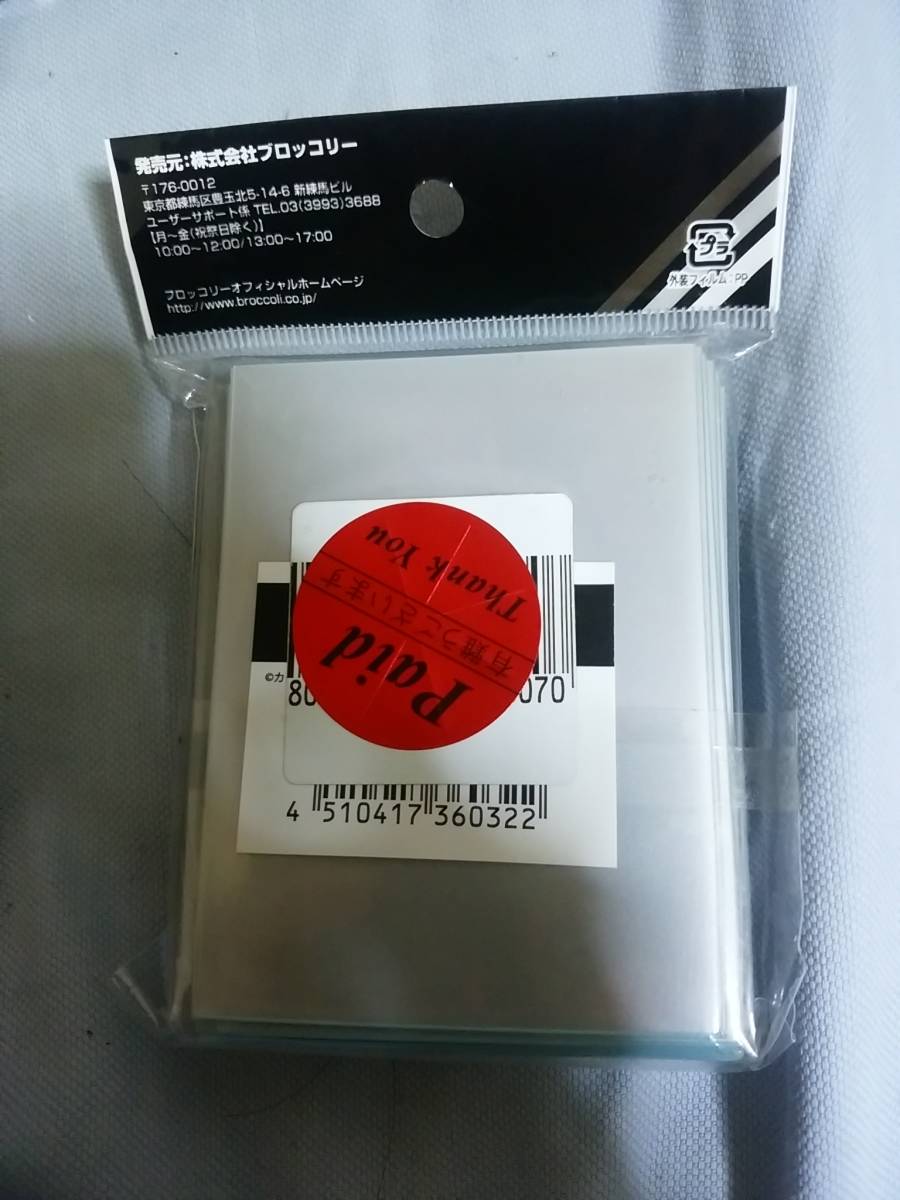 発売元：株式会社ブロッコリー
〒176-0012
東京都練馬区豊玉北5-14-6 新練馬ビル
ユーザーサポート係 TEL.03(3993)3688
【月～金(祝祭日除く)】
10:00～12:00/13:00～17:00
ブロッコリーオフィシャルホームページ
http://www.broccoli.co.jp/
プラ
外装フィルム：PP
Paid
有難うございます
Thank You
©カ
80
070
4 510417 360322